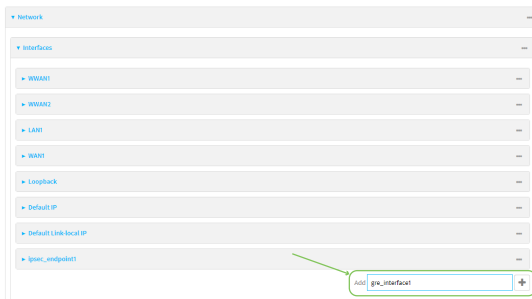 Network
Interfaces
WWAN1
WWAN2
LAN1
WAN1
Loopback
Default IP
Default Link-local IP
ipsec_endpoint1
Add gre_interface1